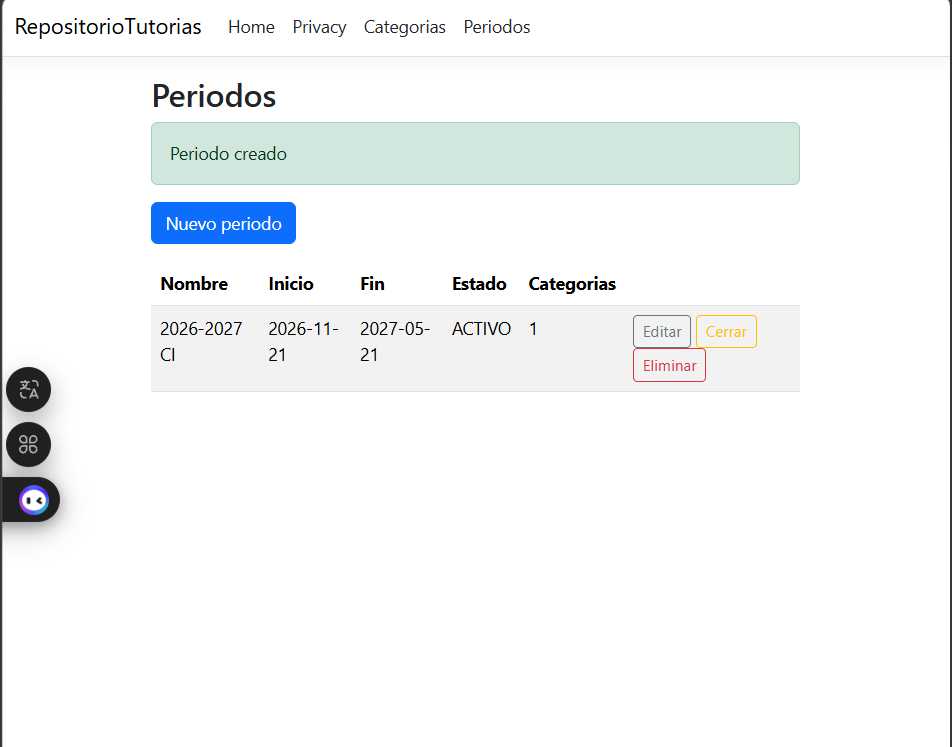 RepositorioTutorias Home Privacy Categorias Periodos
Periodos
Periodo creado
Nuevo periodo
Nombre Inicio Fin Estado Categorias
2026-2027 2026-11- 2027-05- ACTIVO 1 Editar Cerrar
CI 21 21
Eliminar